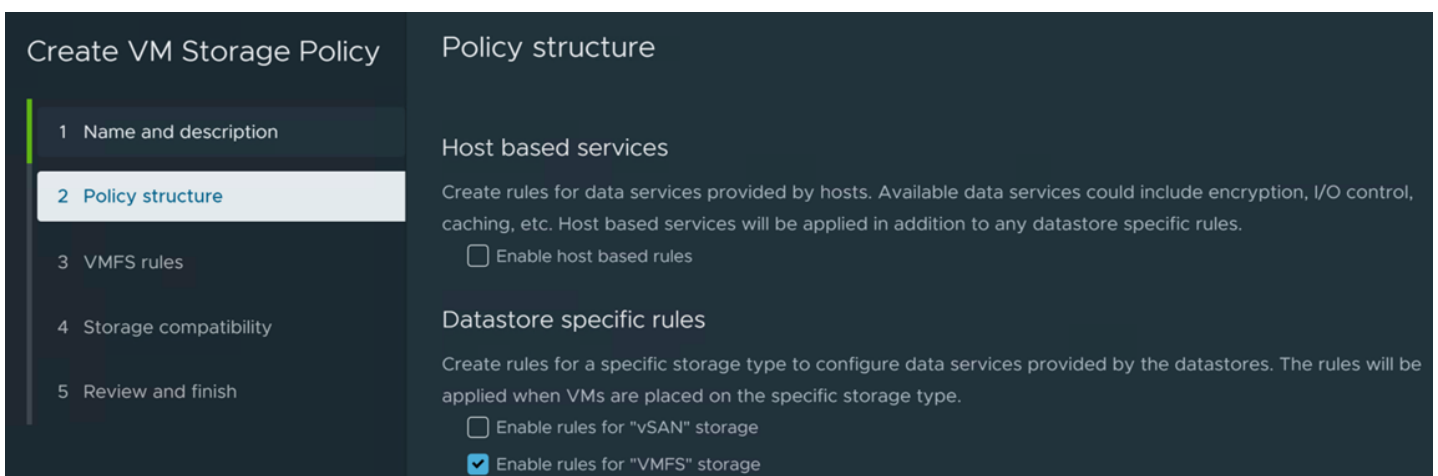 Create VM Storage Policy
1 Name and description
2 Policy structure
3 VMFS rules
4 Storage compatibility
5 Review and finish
Policy structure
Host based services
Create rules for data services provided by hosts. Available data services could include encryption, I/O control,
caching, etc. Host based services will be applied in addition to any datastore specific rules.
Enable host based rules
Datastore specific rules
Create rules for a specific storage type to configure data services provided by the datastores. The rules will be
applied when VMs are placed on the specific storage type.
Enable rules for "vSAN" storage
Enable rules for "VMFS" storage